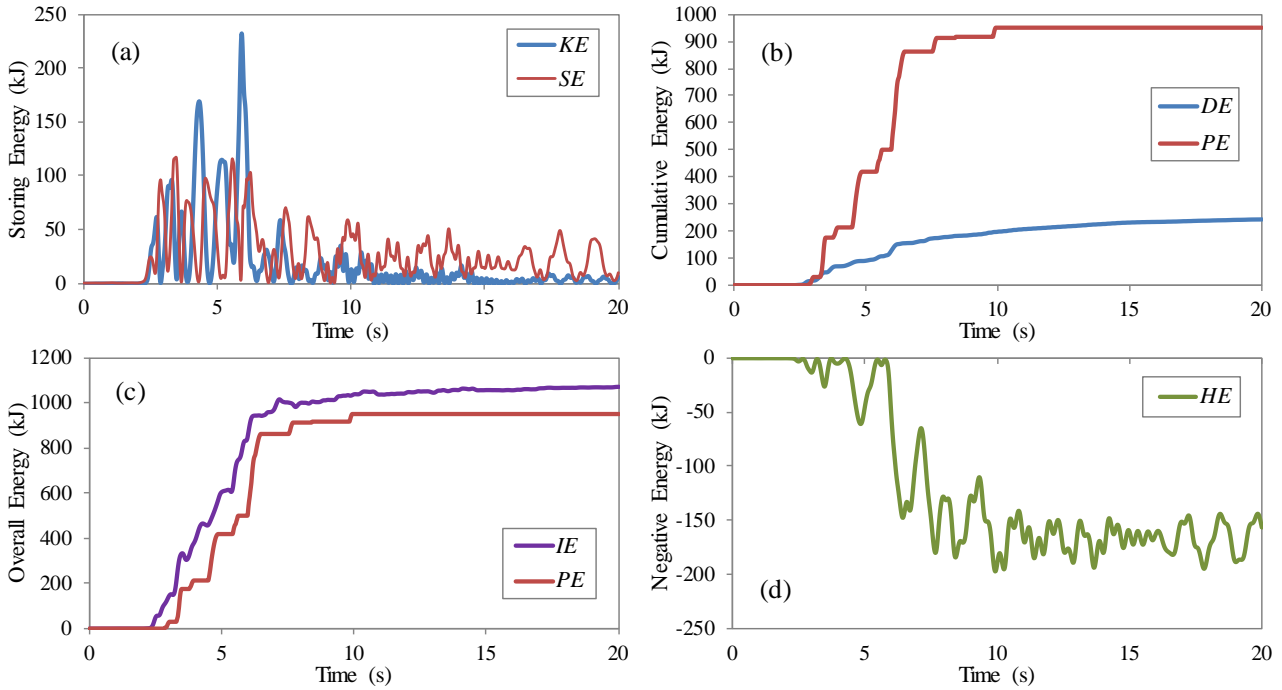 Storing Energy (kJ)
250
200
150
100
50
0
(a)
KE
SE
0 5 10 15 20
Time (s)
Cumulative Energy (kJ)
1000
900
800
700
600
500
400
300
200
100
0
(b)
DE
PE
0 5 10 15 20
Time (s)
Overall Energy (kJ)
1200
1000
800
600
400
200
0
(c)
IE
PE
0 5 10 15 20
Time (s)
Negative Energy (kJ)
0
-50
-100
-150
-200
-250
HE
(d)
0 5 10 15 20
Time (s)